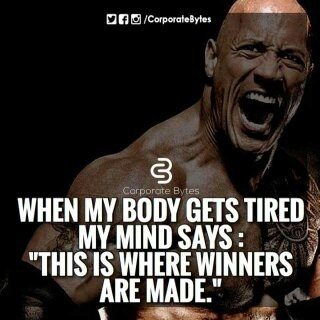 /CorporateBytes
Corporate Bytes
WHEN MY BODY GETS TIRED
MY MIND SAYS :
"THIS IS WHERE WINNERS
ARE MADE."